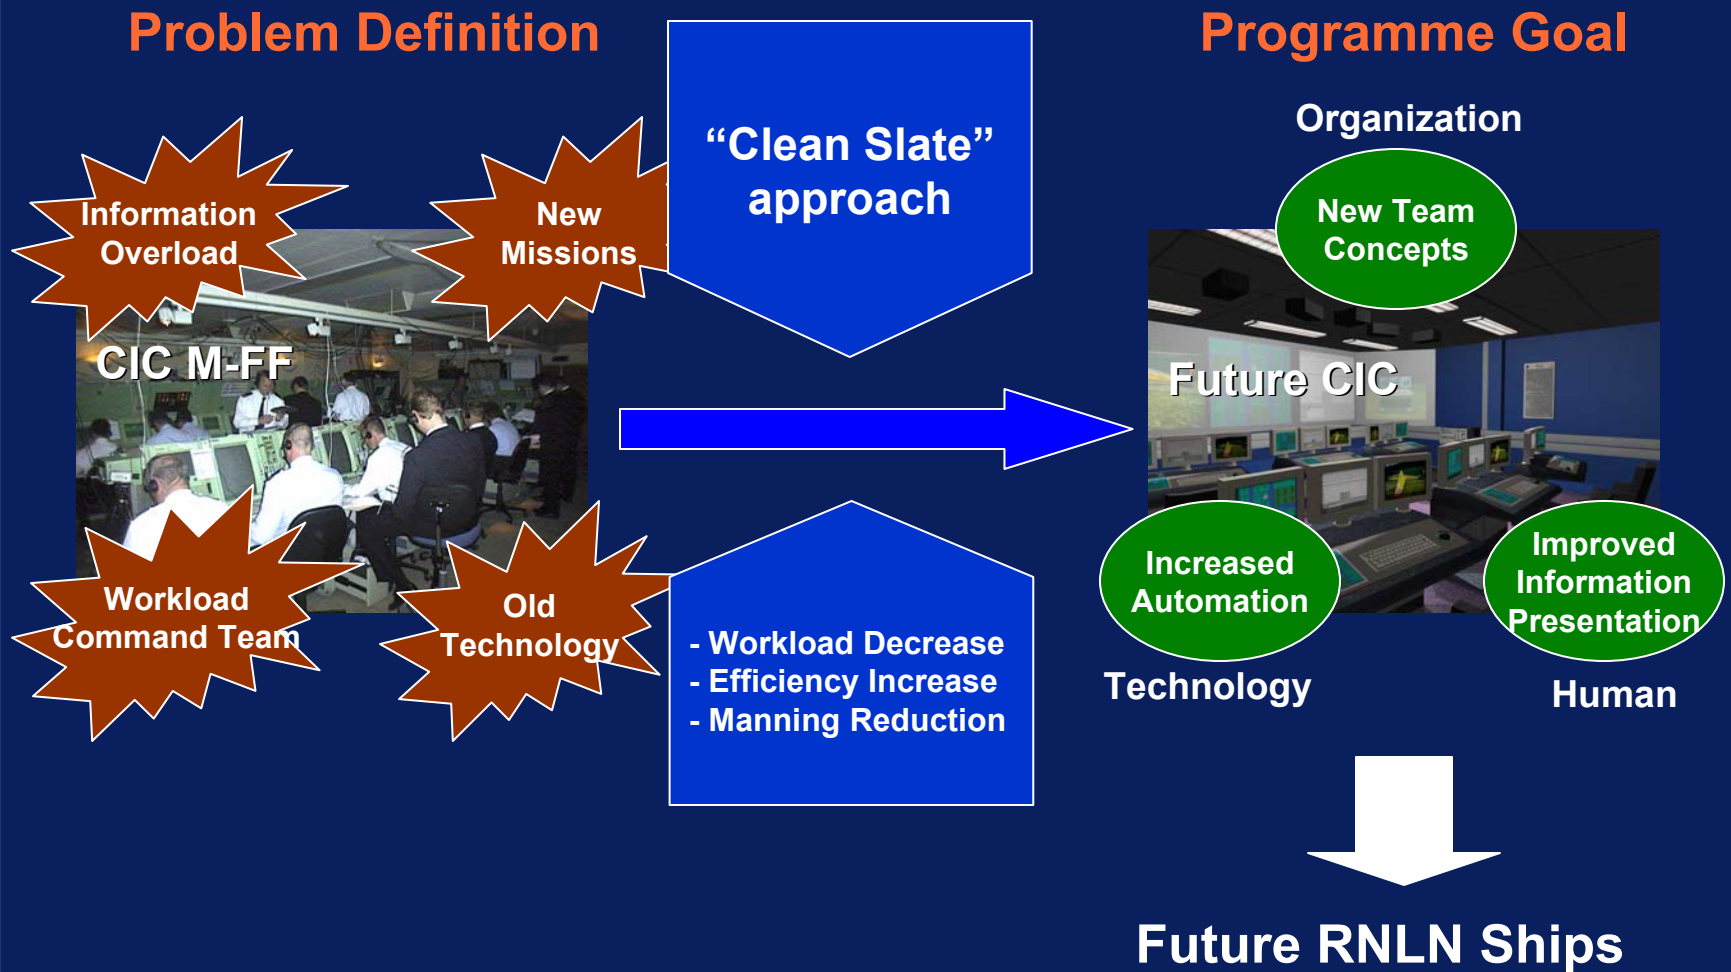 Problem Definition
Information
Overload
New
Missions
CIC M-FF
Workload
Command Team
Old
Technology
“Clean Slate”
approach
- Workload Decrease
- Efficiency Increase
- Manning Reduction
Programme Goal
Organization
New Team
Concepts
Future CIC
Increased
Automation
Technology
Improved
Information
Presentation
Human
Future RNLN Ships